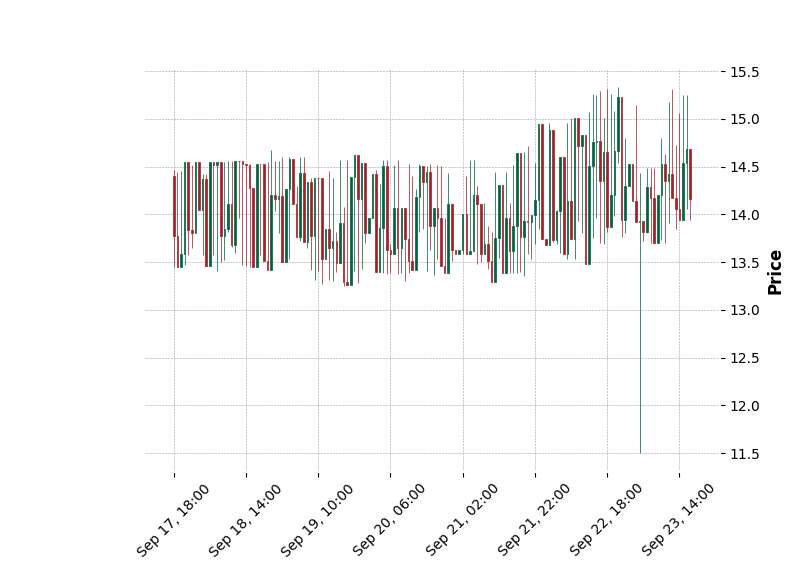 15.5
15.0
14.5
14.0
13.5
13.0
12.5
12.0
11.5
Price
Sep 17, 18:00
Sep 18, 14:00
Sep 19, 10:00
Sep 20, 06:00
Sep 21, 02:00
Sep 21, 22:00
Sep 22, 18:00
Sep 23, 14:00